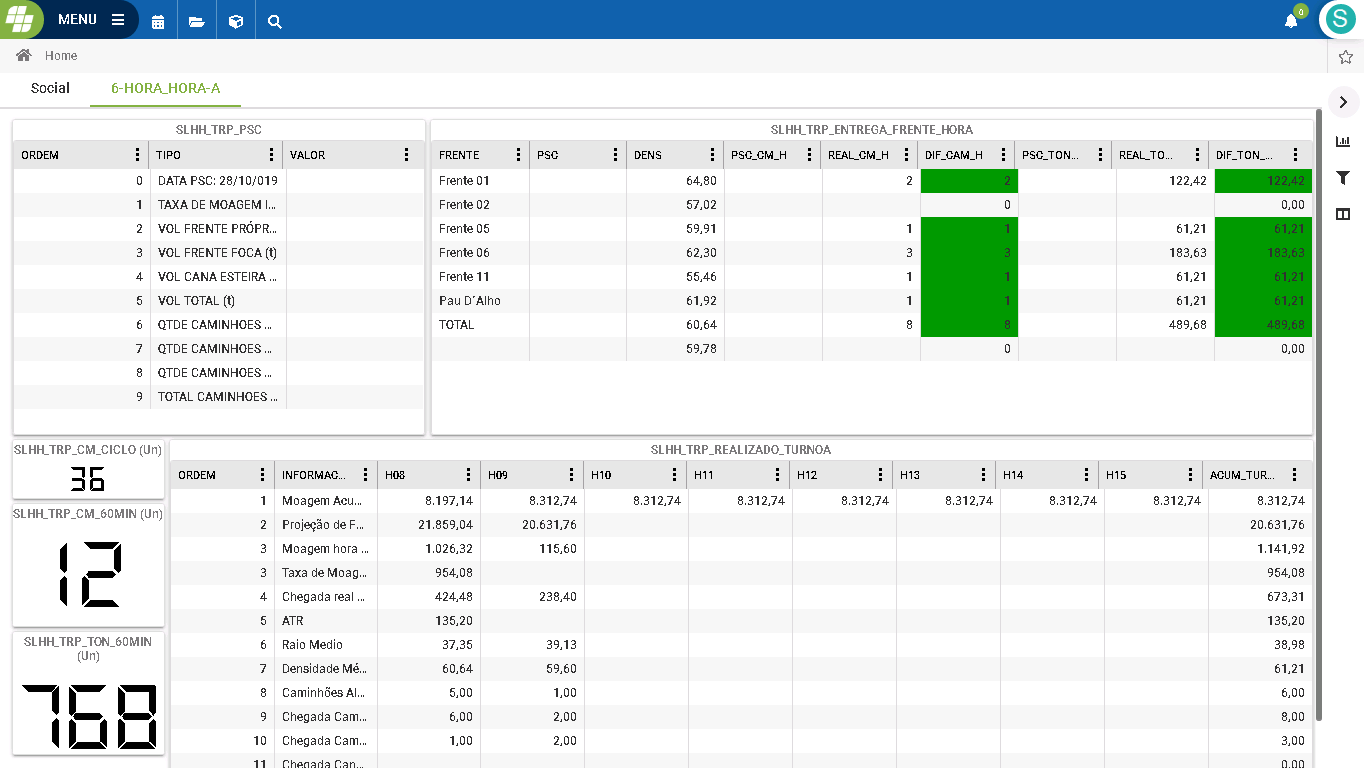 MENU
0
S
Home
Social 6-HORA_HORA-A
SLHH_TRP_PSC
ORDEM TIPO VALOR
0 DATA PSC: 28/10/019
1 TAXA DE MOAGEM I...
2 VOL FRENTE PRÓPR...
3 VOL FRENTE FOCA (t)
4 VOL CANA ESTEIRA ...
5 VOL TOTAL (t)
6 QTDE CAMINHOES ...
7 QTDE CAMINHOES ...
8 QTDE CAMINHOES ...
9 TOTAL CAMINHOES ...
SLHH_TRP_ENTREGA_FRENTE_HORA
FRENTE PSC DENS PSC_CM_H REAL_CM_H DIF_CAM_H PSC_TON... REAL_TO... DIF_TON_...
Frente 01 64,80 2 2 122,42 122,42
Frente 02 57,02 0 0,00
Frente 05 59,91 1 1 61,21 61,21
Frente 06 62,30 3 3 183,63 183,63
Frente 11 55,46 1 1 61,21 61,21
Pau D´Alho 61,92 1 1 61,21 61,21
TOTAL 60,64 8 8 489,68 489,68
59,78 0 0,00
SLHH_TRP_CM_CICLO (Un)
36
SLHH_TRP_CM_60MIN (Un)
12
SLHH_TRP_TON_60MIN
(Un)
768
SLHH_TRP_REALIZADO_TURNOA
ORDEM INFORMAC... H08 H09 H10 H11 H12 H13 H14 H15 ACUM_TUR...
1 Moagem Acu... 8.197,14 8.312,74 8.312,74 8.312,74 8.312,74 8.312,74 8.312,74 8.312,74 8.312,74
2 Projeção de F... 21.859,04 20.631,76 20.631,76
3 Moagem hora ... 1.026,32 115,60 1.141,92
3 Taxa de Moag... 954,08 954,08
4 Chegada real ... 424,48 238,40 673,31
5 ATR 135,20 135,20
6 Raio Medio 37,35 39,13 38,98
7 Densidade Mé... 60,64 59,60 61,21
8 Caminhões Al... 5,00 1,00 6,00
9 Chegada Cam... 6,00 2,00 8,00
10 Chegada Cam... 1,00 2,00 3,00
11 Chegada Can... 0,00